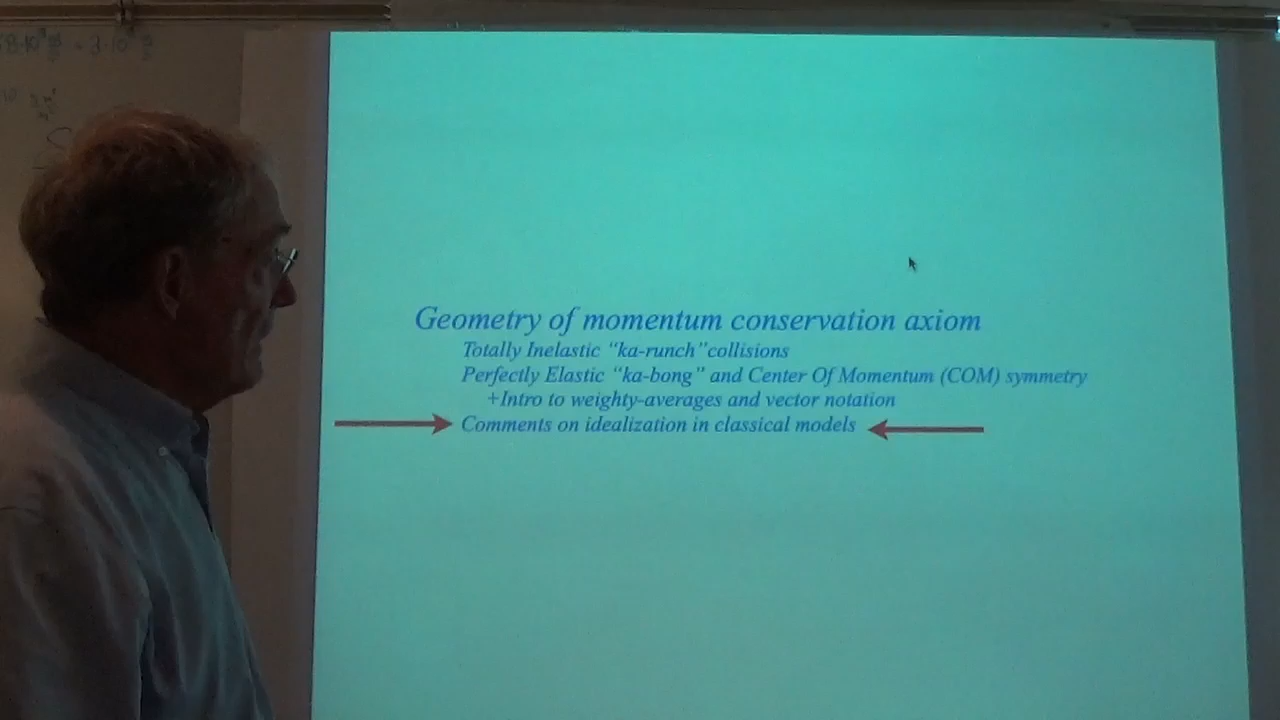 Geometry of momentum conservation axiom
Totally Inelastic “ka-runch”collisions
Perfectly Elastic “ka-bong” and Center Of Momentum (COM) symmetry
+Intro to weighty-averages and vector notation
Comments on idealization in classical models